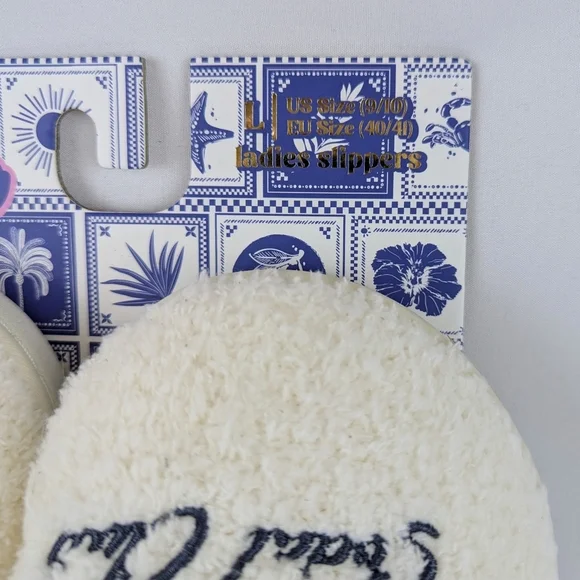 L | US Size (9/10)
EU Size (40/41)
ladies slippers